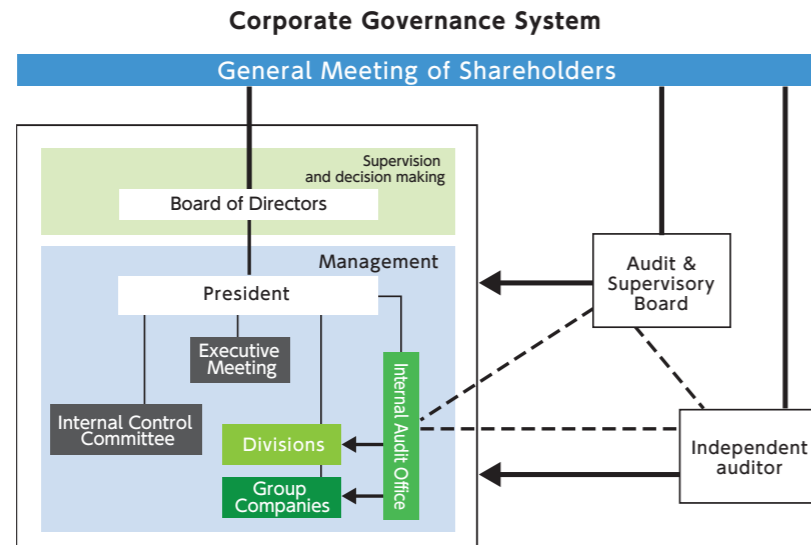 Corporate Governance System
General Meeting of Shareholders
Supervision
and decision making
Board of Directors
Management
President
Executive
Meeting
Internal Control
Committee
Divisions
Group
Companies
Internal Audit Office
Audit &
Supervisory
Board
Independent
auditor